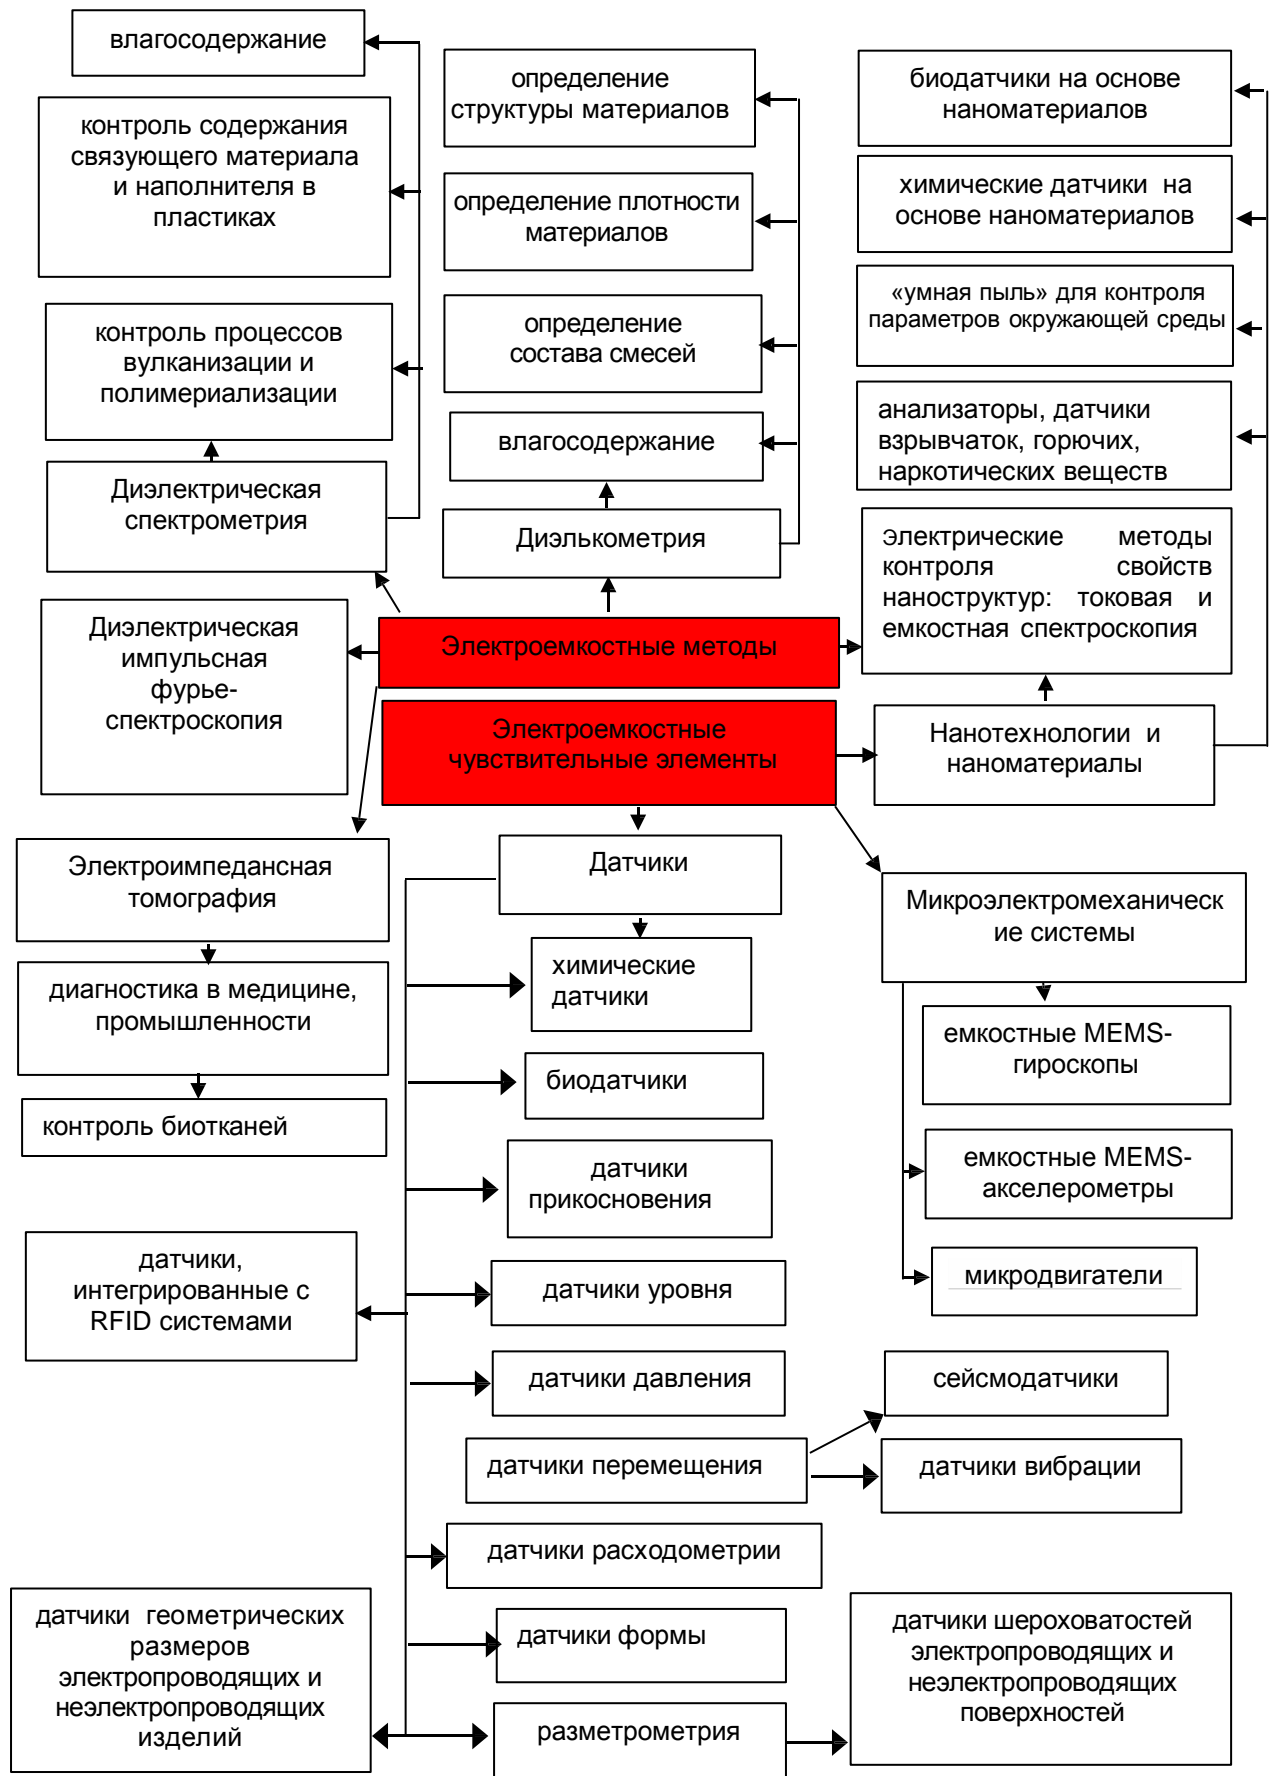 влагосодержание
контроль содержания
связующего материала
и наполнителя в
пластиках
контроль процессов
вулканизации и
полимериализации
Диэлектрическая
спектрометрия
Диэлектрическая
импульсная
фурье-
спектроскопия
определение
структуры материалов
определение плотности
материалов
определение
состава смесей
влагосодержание
Диэлькометрия
биодатчики на основе
наноматериалов
химические датчики на
основе наноматериалов
«умная пыль» для контроля
параметров окружающей среды
анализаторы, датчики
взрывчаток, горючих,
наркотических веществ
электрические методы
контроля свойств
наноструктур: токовая и
емкостная спектроскопия
Электроемкостные методы
Электроемкостные
чувствительные элементы
Нанотехнологии и
наноматериалы
Электроимпедансная
томография
диагностика в медицине,
промышленности
контроль биотканей
датчики,
интегрированные с
RFID системами
Датчики
химические
датчики
биодатчики
датчики
прикосновения
датчики уровня
датчики давления
датчики перемещения
датчики расходометрии
датчики формы
разметрометрия
Микроэлектромеханическ
ие системы
емкостные MEMS-
гироскопы
емкостные MEMS-
акселерометры
микродвигатели
сейсмодатчики
датчики вибрации
датчики геометрических
размеров
электропроводящих и
неэлектропроводящих
изделий
датчики шероховатостей
электропроводящих и
неэлектропроводящих
поверхностей